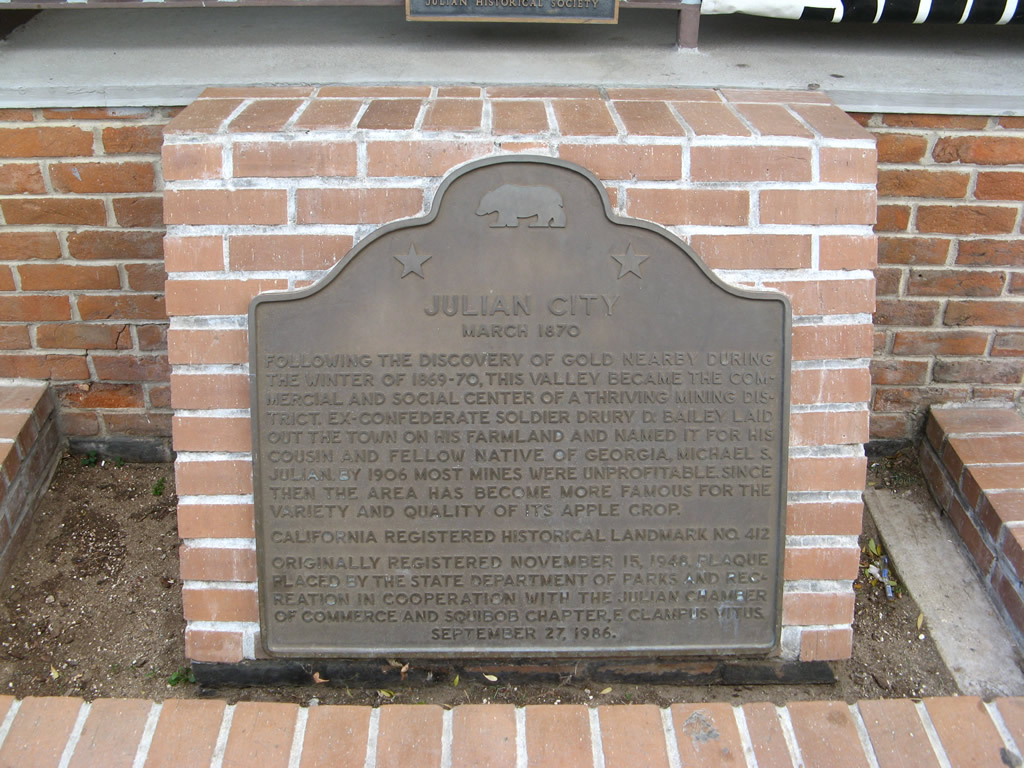 JULIAN HISTORICAL SOCIETY
JULIAN CITY
MARCH 1870
FOLLOWING THE DISCOVERY OF GOLD NEARBY DURING
THE WINTER OF 1869-70, THIS VALLEY BECAME THE COM-
MERCIAL AND SOCIAL CENTER OF A THRIVING MINING DIS-
TRICT. EX-CONFEDERATE SOLDIER DRURY D. BAILEY LAID
OUT THE TOWN ON HIS FARMLAND AND NAMED IT FOR HIS
COUSIN AND FELLOW NATIVE OF GEORGIA, MICHAEL S.
JULIAN. BY 1906 MOST MINES WERE UNPROFITABLE. SINCE
THEN THE AREA HAS BECOME MORE FAMOUS FOR THE
VARIETY AND QUALITY OF ITS APPLE CROP.
CALIFORNIA REGISTERED HISTORICAL LANDMARK NO. 412
ORIGINALLY REGISTERED NOVEMBER 15, 1948. PLAQUE
PLACED BY THE STATE DEPARTMENT OF PARKS AND REC-
REATION IN COOPERATION WITH THE JULIAN CHAMBER
OF COMMERCE AND SQUIBOB CHAPTER, E CLAMPUS VITUS.
SEPTEMBER 27, 1986.